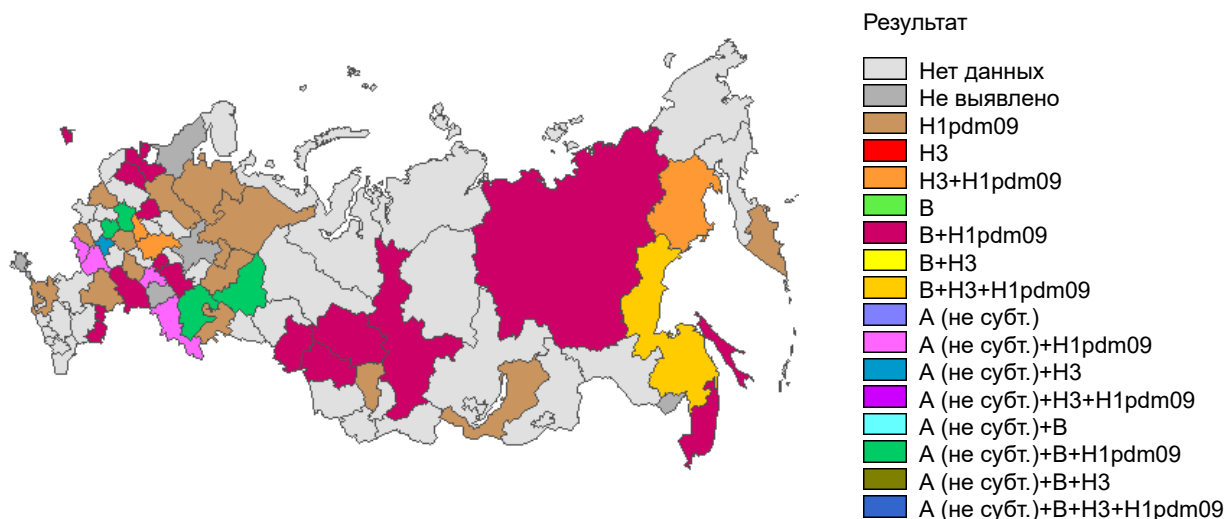 Результат
Нет данных
Не выявлено
H1pdm09
H3
H3+H1pdm09
B
B+H1pdm09
B+H3
B+H3+H1pdm09
A (не субт.)
A (не субт.)+H1pdm09
A (не субт.)+H3
A (не субт.)+H3+H1pdm09
A (не субт.)+B
A (не субт.)+B+H1pdm09
A (не субт.)+B+H3
A (не субт.)+B+H3+H1pdm09